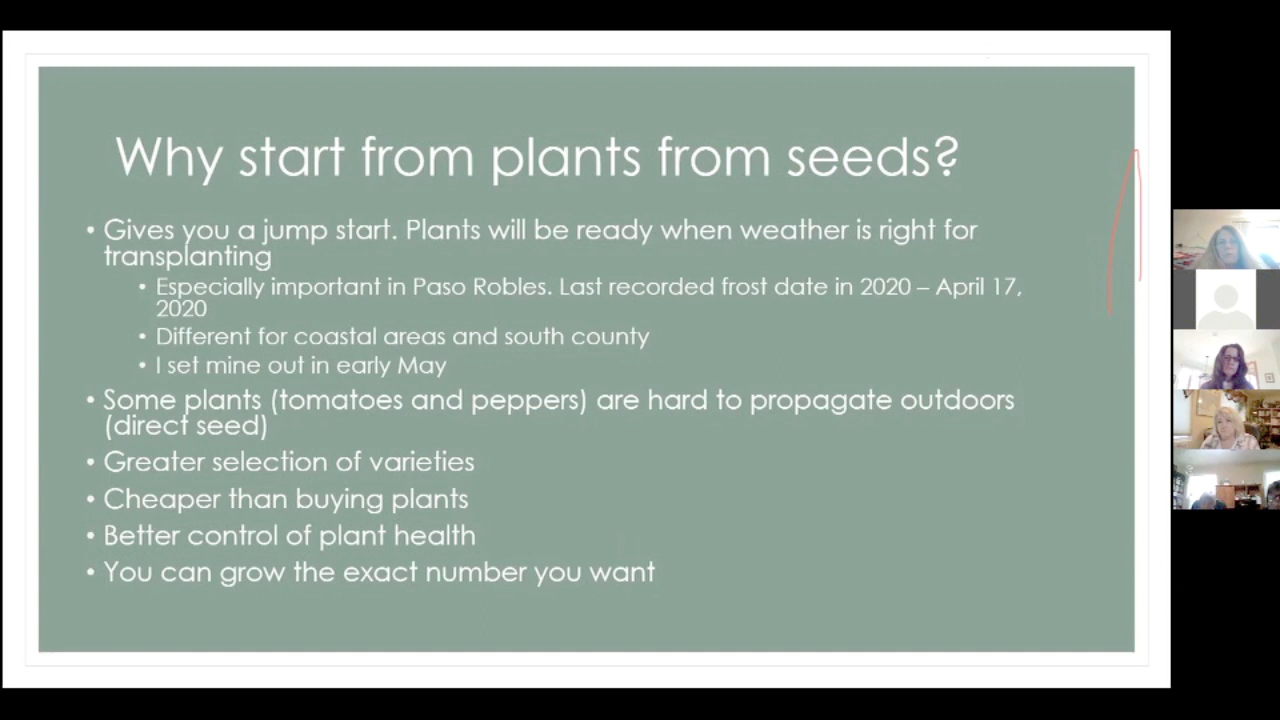 Why start from plants from seeds?
• Gives you a jump start. Plants will be ready when weather is right for
transplanting
• Especially important in Paso Robles. Last recorded frost date in 2020 – April 17,
2020
• Different for coastal areas and south county
• I set mine out in early May
• Some plants (tomatoes and peppers) are hard to propagate outdoors
(direct seed)
• Greater selection of varieties
• Cheaper than buying plants
• Better control of plant health
• You can grow the exact number you want